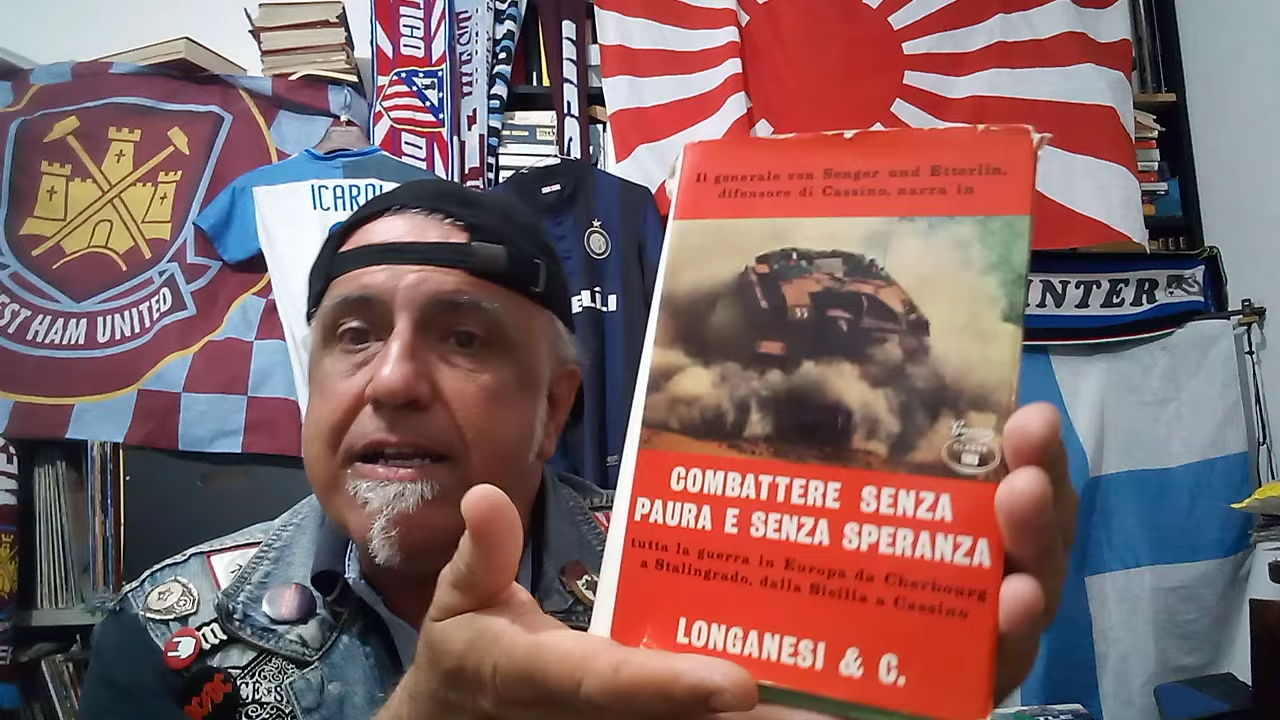 Il generale von Senger und Etterlin,
difensore di Cassino, narra in
COMBATTERE SENZA
PAURA E SENZA SPERANZA
tutta la guerra in Europa da Cherbourg
a Stalingrado, dalla Sicilia a Cassino
LONGANESI & C.
EST HAM UNITED
ICARDI
TICO
INTER